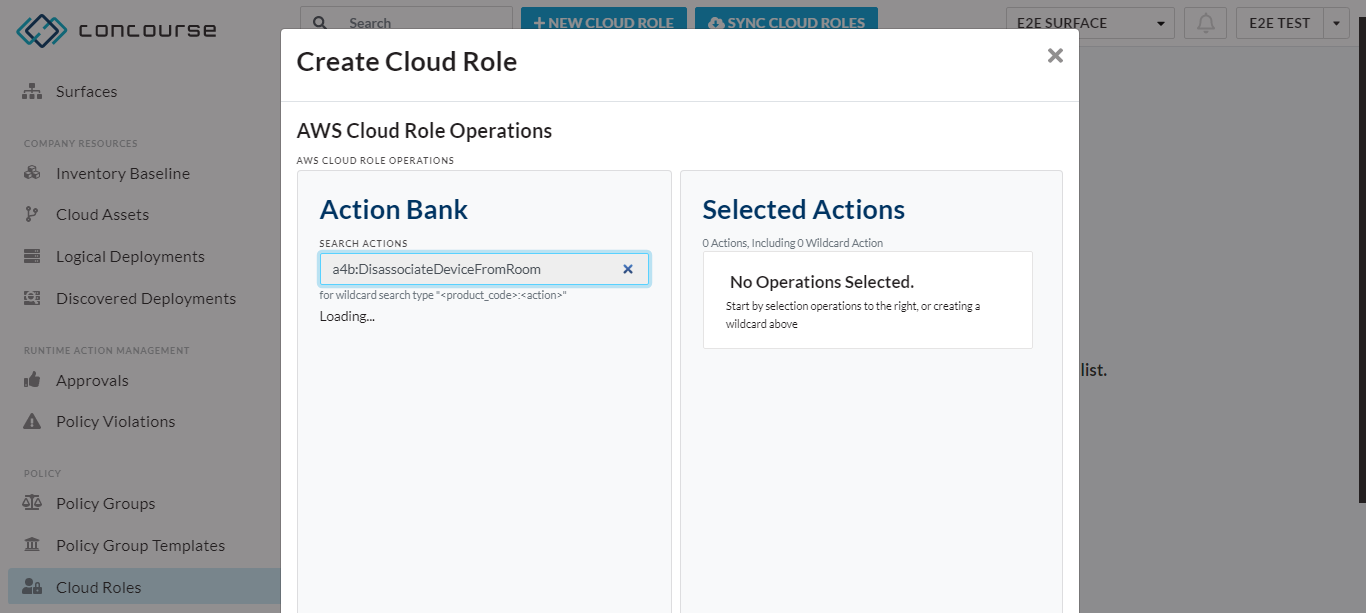 concourse
Search
+ NEW CLOUD ROLE
SYNC CLOUD ROLES
E2E SURFACE
E2E TEST
Surfaces
COMPANY RESOURCES
Inventory Baseline
Cloud Assets
Logical Deployments
Discovered Deployments
RUNTIME ACTION MANAGEMENT
Approvals
Policy Violations
POLICY
Policy Groups
Policy Group Templates
Cloud Roles
Create Cloud Role
AWS Cloud Role Operations
AWS CLOUD ROLE OPERATIONS
Action Bank
SEARCH ACTIONS
a4b:DisassociateDeviceFromRoom
for wildcard search type "<product_code>:<action>"
Loading...
Selected Actions
0 Actions, Including 0 Wildcard Action
No Operations Selected.
Start by selection operations to the right, or creating a
wildcard above
list.